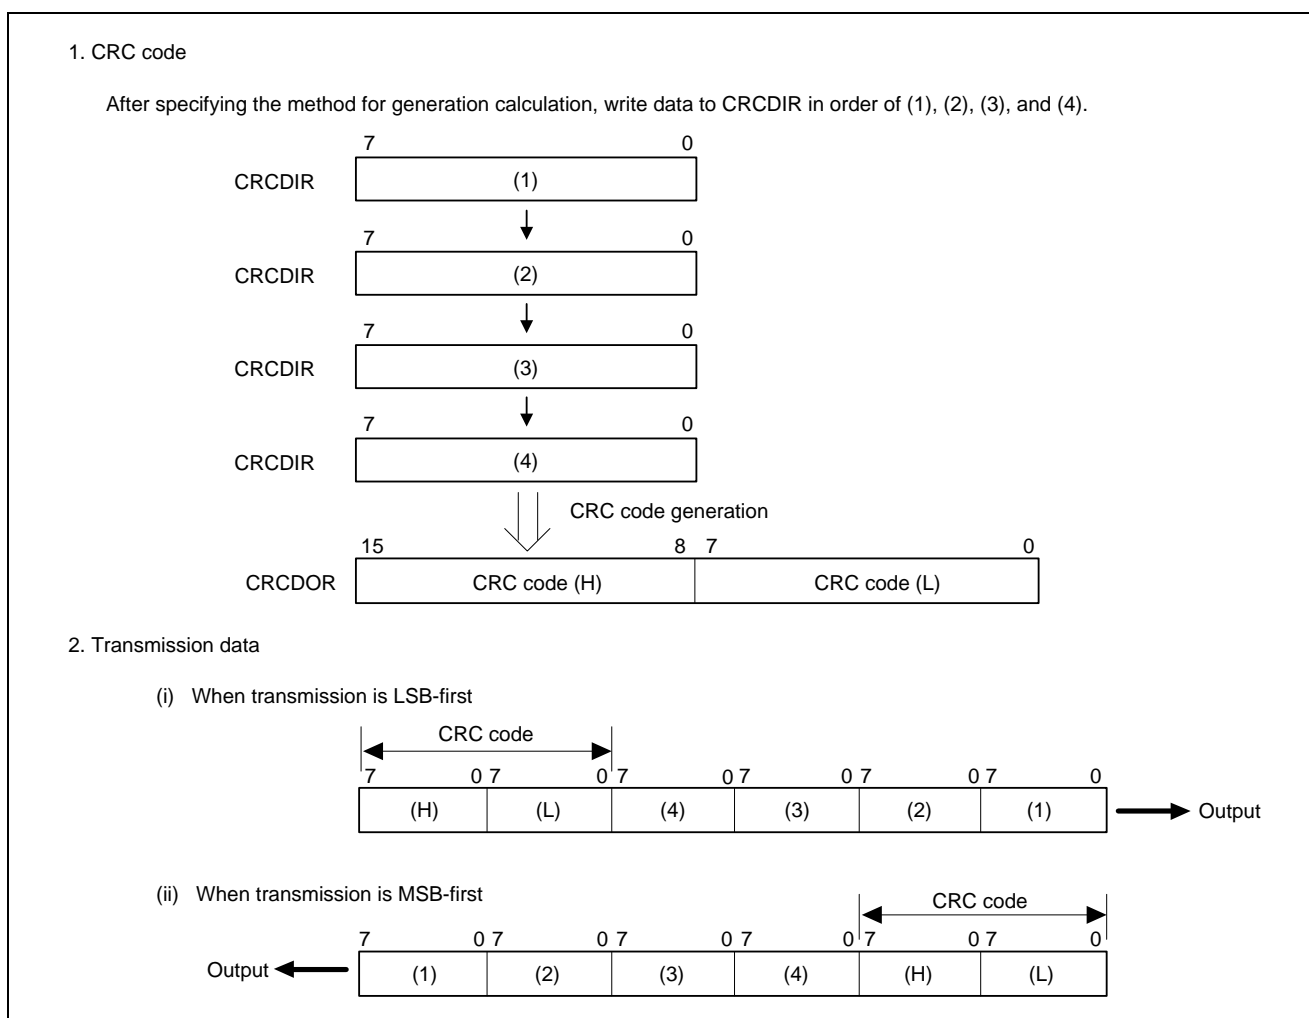 1. CRC code
After specifying the method for generation calculation, write data to CRCDIR in order of (1), (2), (3), and (4).
7 0
CRCDIR (1)
7 0
CRCDIR (2)
7 0
CRCDIR (3)
7 0
CRCDIR (4)
CRC code generation
15 8 7 0
CRCDOR CRC code (H) CRC code (L)
2. Transmission data
(i) When transmission is LSB-first
CRC code
7 0 7 0 7 0 7 0 7 0 7 0
(H) (L) (4) (3) (2) (1) Output
(ii) When transmission is MSB-first
CRC code
7 0 7 0 7 0 7 0 7 0 7 0
Output (1) (2) (3) (4) (H) (L)